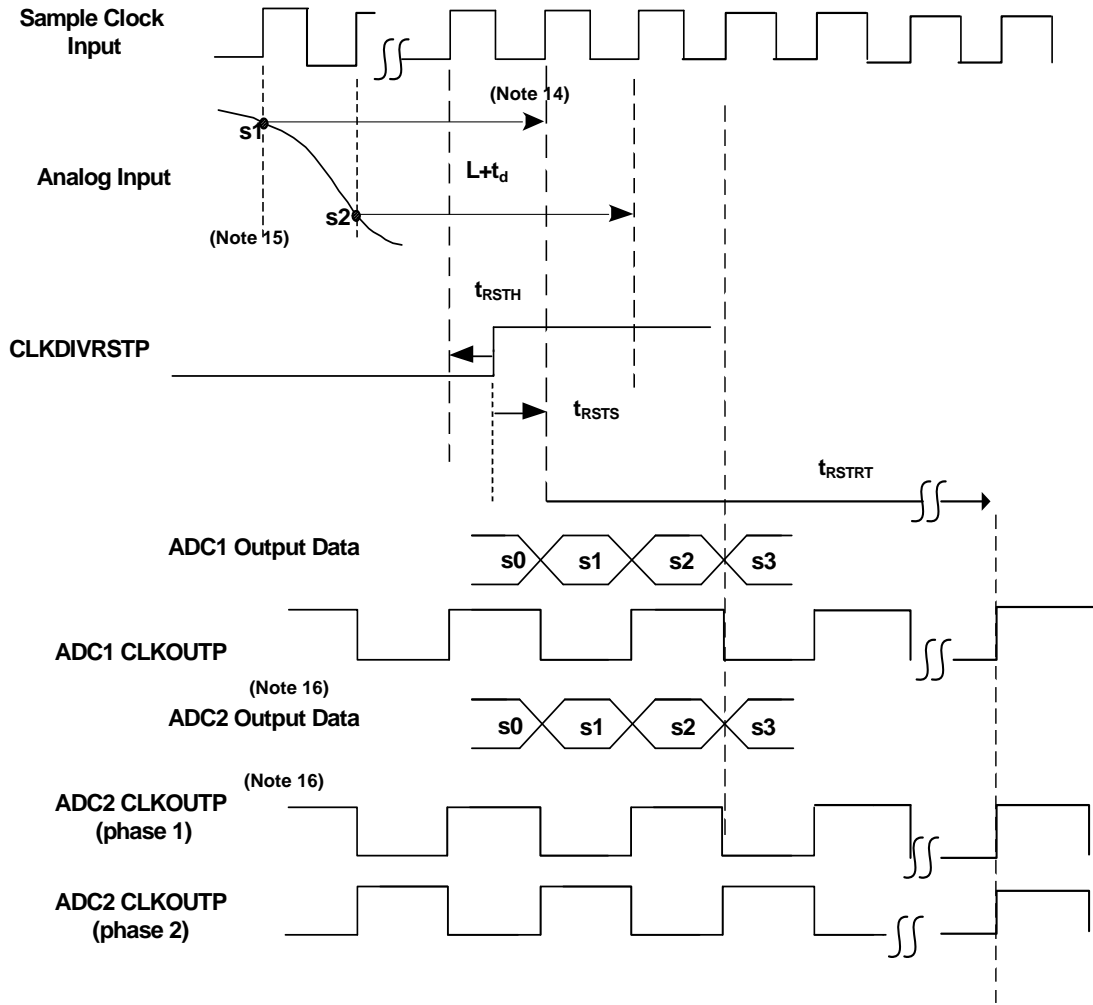 Sample Clock
Input
(Note 14)
s1
L+td
Analog Input
s2
(Note 15)
tRSTH
CLKDIVRSTP
tRSTS
tRSTRT
ADC1 Output Data
s0 s1 s2 s3
ADC1 CLKOUTP
(Note 16)
ADC2 Output Data
s0 s1 s2 s3
(Note 16)
ADC2 CLKOUTP
(phase 1)
ADC2 CLKOUTP
(phase 2)